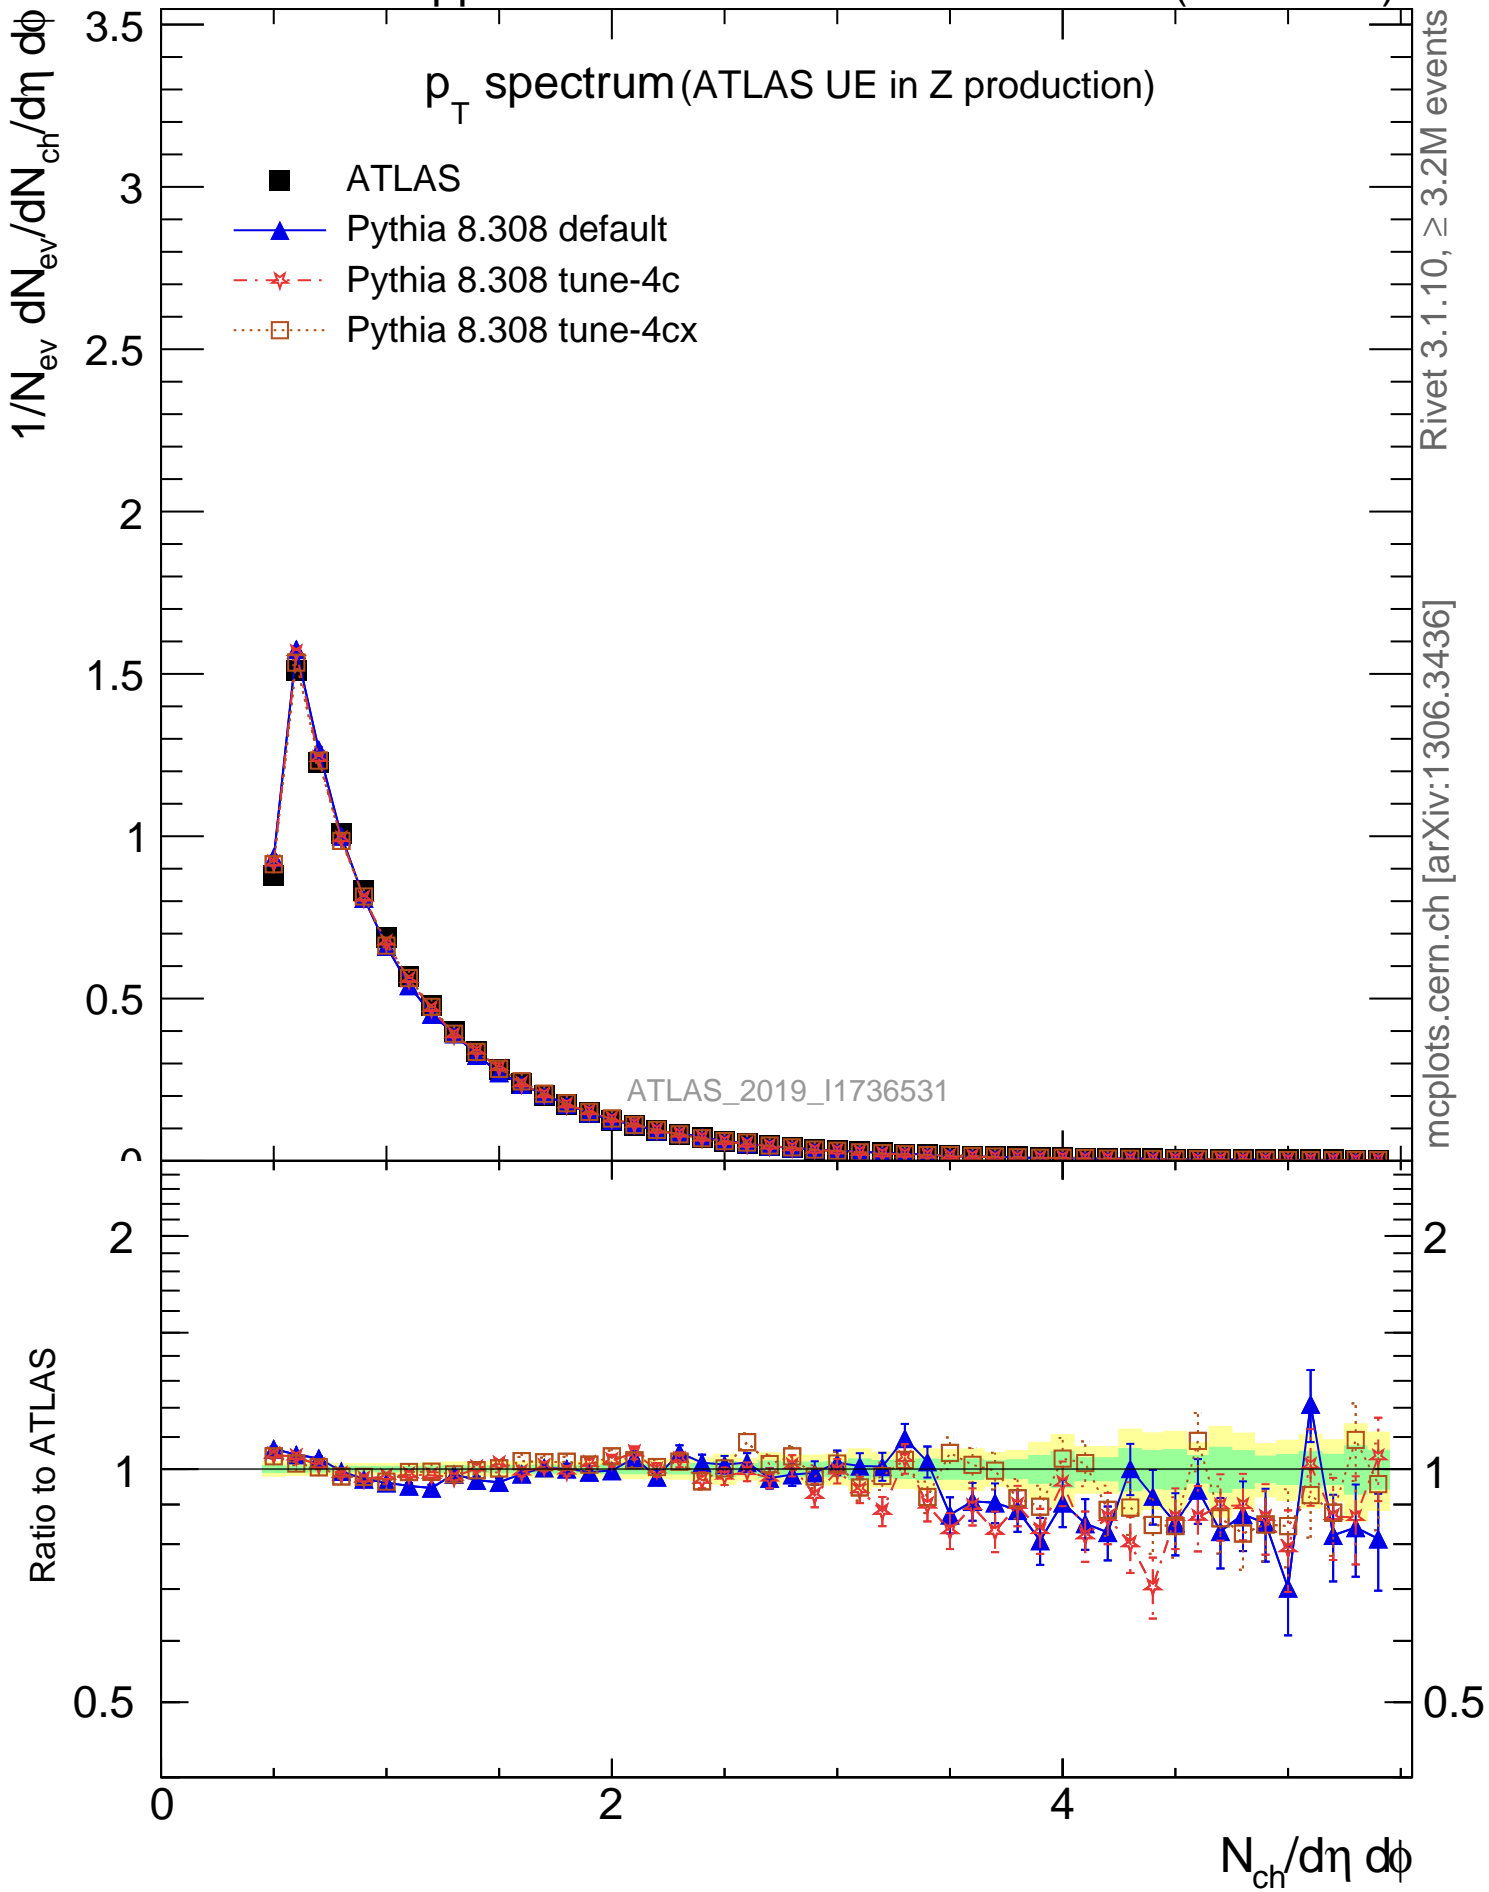 p_T spectrum (ATLAS UE in Z production)
ATLAS
Pythia 8.308 default
Pythia 8.308 tune-4c
Pythia 8.308 tune-4cx
1/N_ev dN_ev/dN_ch/dη dϕ
3.5
3
2.5
2
1.5
1
0.5
0
ATLAS_2019_I1736531
Rivet 3.1.10, ≥ 3.2M events
mcplots.cern.ch [arXiv:1306.3436]
Ratio to ATLAS
2
1
0.5
2
1
0.5
0
2
4
N_ch/dη dϕ